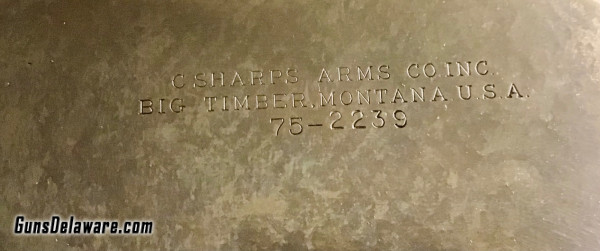 C SHARPS ARMS CO. INC.
BIG TIMBER, MONTANA U.S.A.
75-2239
GunsDelaware.com